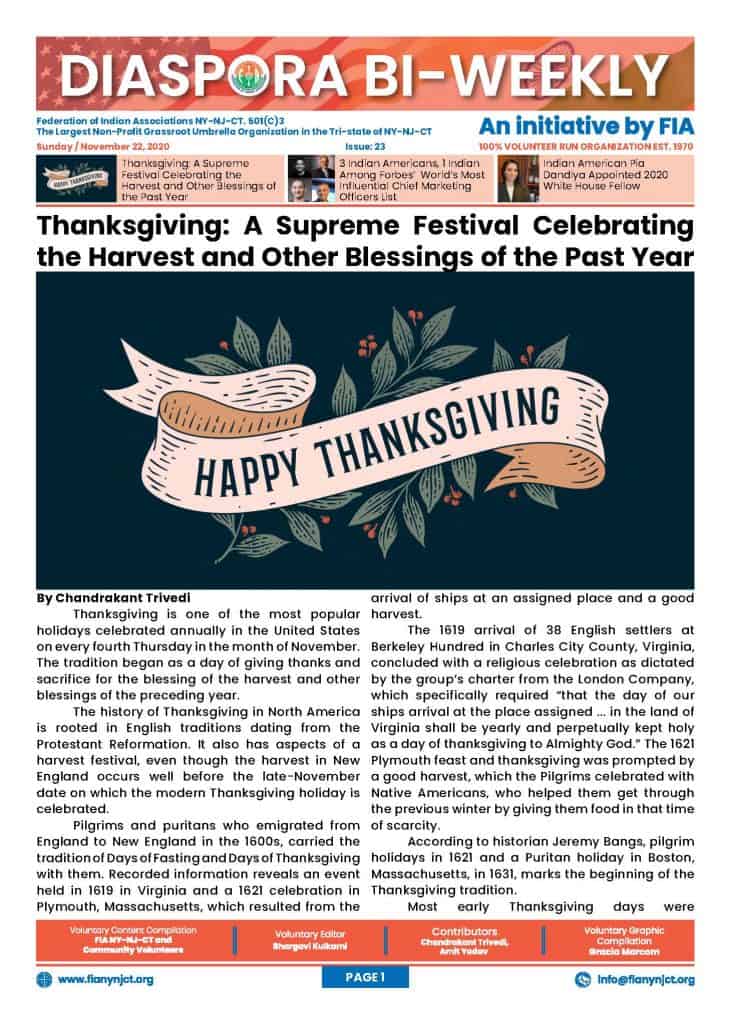 DIASPORA BI-WEEKLY
Federation of Indian Associations NY-NJ-CT. 501(C)3
The Largest Non-Profit Grassroot Umbrella Organization in the Tri-state of NY-NJ-CT
An initiative by FIA
Sunday / November 22, 2020
Issue: 23
100% VOLUNTEER RUN ORGANIZATION EST. 1970
HAPPY THANKSGIVING
Thanksgiving: A Supreme
Festival Celebrating the
Harvest and Other Blessings of
the Past Year
3 Indian Americans, 1 Indian
Among Forbes' World's Most
Influential Chief Marketing
Officers List
Indian American Pia
Dandiya Appointed 2020
White House Fellow
Thanksgiving: A Supreme Festival Celebrating
the Harvest and Other Blessings of the Past Year
HAPPY THANKSGIVING
By Chandrakant Trivedi
Thanksgiving is one of the most popular
holidays celebrated annually in the United States
on every fourth Thursday in the month of November.
The tradition began as a day of giving thanks and
sacrifice for the blessing of the harvest and other
blessings of the preceding year.
The history of Thanksgiving in North America
is rooted in English traditions dating from the
Protestant Reformation. It also has aspects of a
harvest festival, even though the harvest in New
England occurs well before the late-November
date on which the modern Thanksgiving holiday is
celebrated.
Pilgrims and puritans who emigrated from
England to New England in the 1600s, carried the
tradition of Days of Fasting and Days of Thanksgiving
with them. Recorded information reveals an event
held in 1619 in Virginia and a 1621 celebration in
Plymouth, Massachusetts, which resulted from the
arrival of ships at an assigned place and a good
harvest.
The 1619 arrival of 38 English settlers at
Berkeley Hundred in Charles City County, Virginia,
concluded with a religious celebration as dictated
by the group's charter from the London Company,
which specifically required "that the day of our
ships arrival at the place assigned ... in the land of
Virginia shall be yearly and perpetually kept holy
as a day of thanksgiving to Almighty God." The 1621
Plymouth feast and thanksgiving was prompted by
a good harvest, which the Pilgrims celebrated with
Native Americans, who helped them get through
the previous winter by giving them food in that time
of scarcity.
According to historian Jeremy Bangs, pilgrim
holidays in 1621 and a Puritan holiday in Boston,
Massachusetts, in 1631, marks the beginning of the
Thanksgiving tradition.
Most early Thanksgiving days were
Voluntary Content Compilation
FIA NY-NJ-CT and
Community Volunteers
Voluntary Editor
Bhargavi Kulkarni
Contributors
Chandrakant Trivedi,
Amit Yadav
Voluntary Graphic
Compilation
Gracia Marcom
www.fianynjct.org
PAGE 1
Info@fianynjct.org